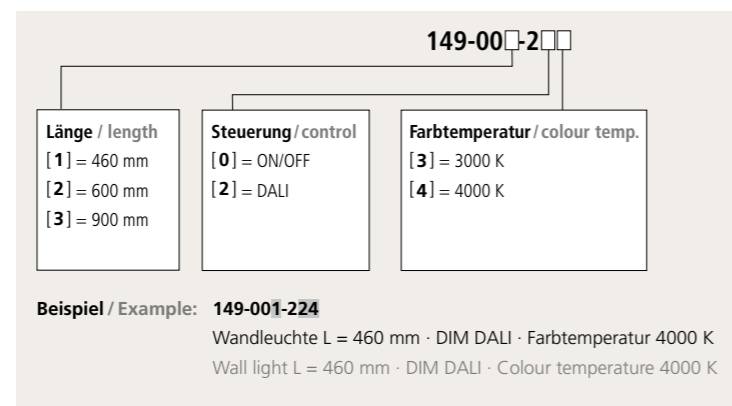 149-00□-2□□
Länge / length
[1] = 460 mm
[2] = 600 mm
[3] = 900 mm
Steuerung / control
[0] = ON/OFF
[2] = DALI
Farbtemperatur / colour temp.
[3] = 3000 K
[4] = 4000 K
Beispiel / Example: 149-001-224
Wandleuchte L = 460 mm · DIM DALI · Farbtemperatur 4000 K
Wall light L = 460 mm · DIM DALI · Colour temperature 4000 K